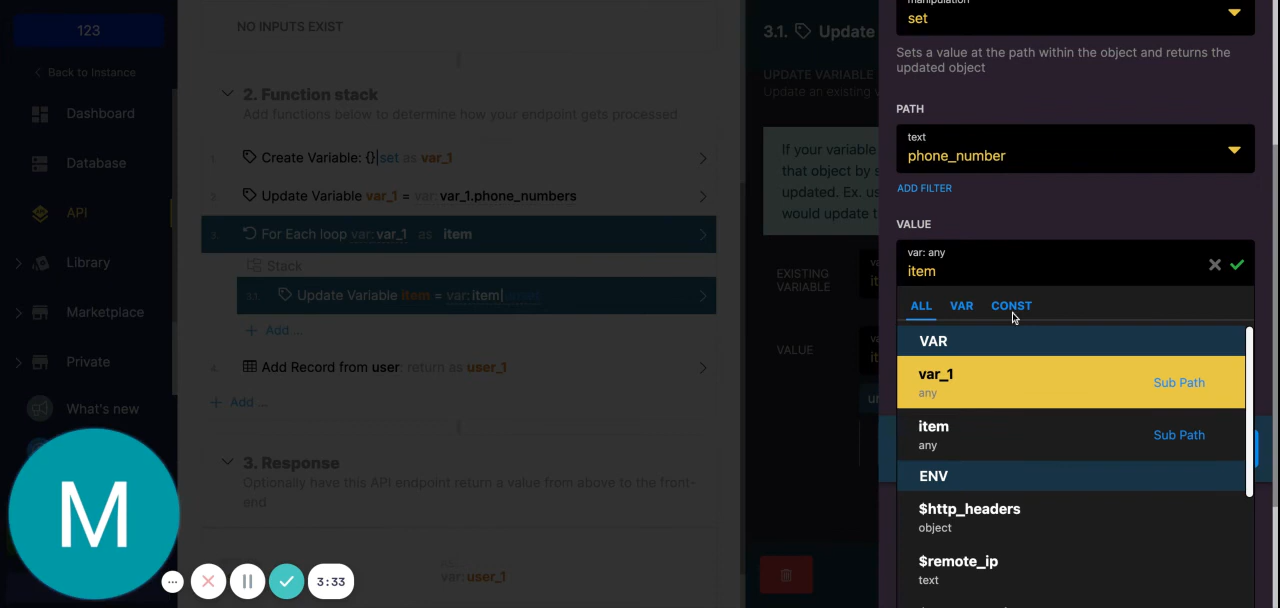 123
Back to Instance
Dashboard
Database
API
Library
Marketplace
Private
What's new
M
3:33
NO INPUTS EXIST
2. Function stack
Add functions below to determine how your endpoint gets processed
1. Create Variable: {}|set as var_1
2. Update Variable var_1 = var: var_1.phone_numbers
3. For Each loop var: var_1 as item
Stack
3.1. Update Variable item = var: item|
Add ...
4. Add Record from user: return as user_1
Add ...
3. Response
Optionally have this API endpoint return a value from above to the front-
end
var: user_1
3.1. Update
UPDATE VARIABLE
Update an existing v
If your variable
that object by s
updated. Ex. us
would update t
EXISTING
VARIABLE
VALUE
manipulation
set
Sets a value at the path within the object and returns the
updated object
PATH
text
phone_number
ADD FILTER
VALUE
var: any
item
ALL VAR CONST
VAR
var_1
any
Sub Path
item
any
Sub Path
ENV
$http_headers
object
$remote_ip
text